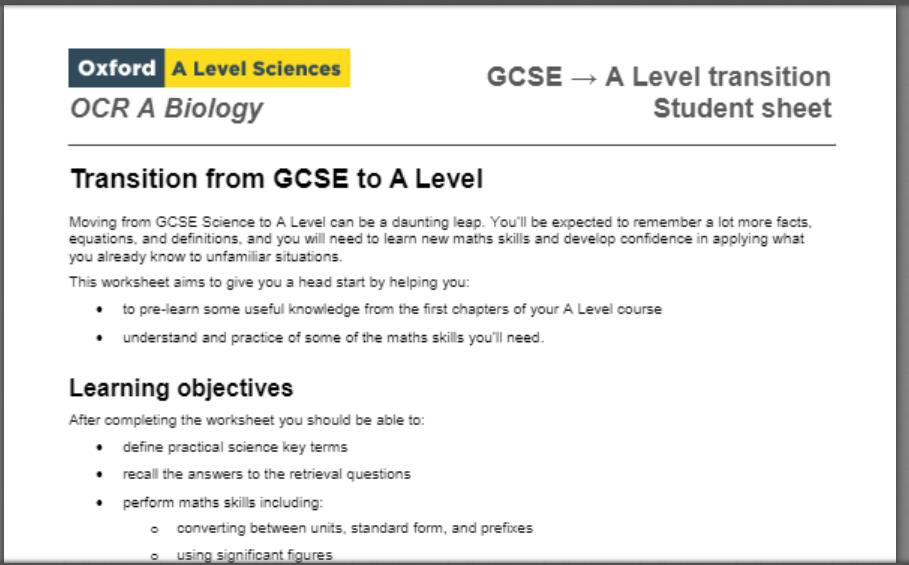 Oxford A Level Sciences
GCSE → A Level transition
OCR A Biology
Student sheet
Transition from GCSE to A Level
Moving from GCSE Science to A Level can be a daunting leap. You'll be expected to remember a lot more facts,
equations, and definitions, and you will need to learn new maths skills and develop confidence in applying what
you already know to unfamiliar situations.
This worksheet aims to give you a head start by helping you:
• to pre-learn some useful knowledge from the first chapters of your A Level course
• understand and practice of some of the maths skills you'll need.
Learning objectives
After completing the worksheet you should be able to:
• define practical science key terms
• recall the answers to the retrieval questions
• perform maths skills including:
o converting between units, standard form, and prefixes
o using significant figures